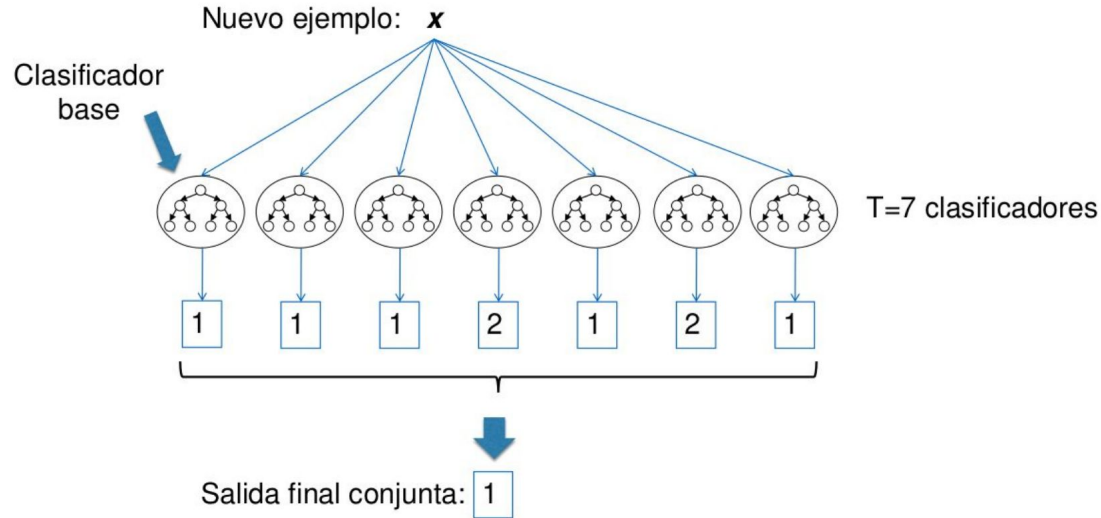 Nuevo ejemplo: x
Clasificador
base
T=7 clasificadores
1 1 1 2 1 2 1
Salida final conjunta: 1